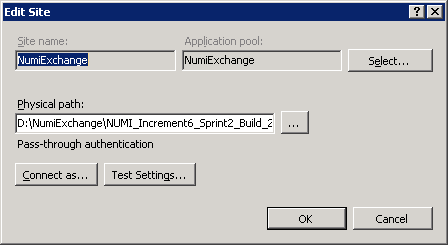 Edit Site
Site name:
Application pool:
NumiExchange
NumiExchange
Select...
Physical path:
D:\NumiExchange\NUMI_Increment6_Sprint2_Build_2
...
Pass-through authentication
Connect as...
Test Settings...
OK
Cancel